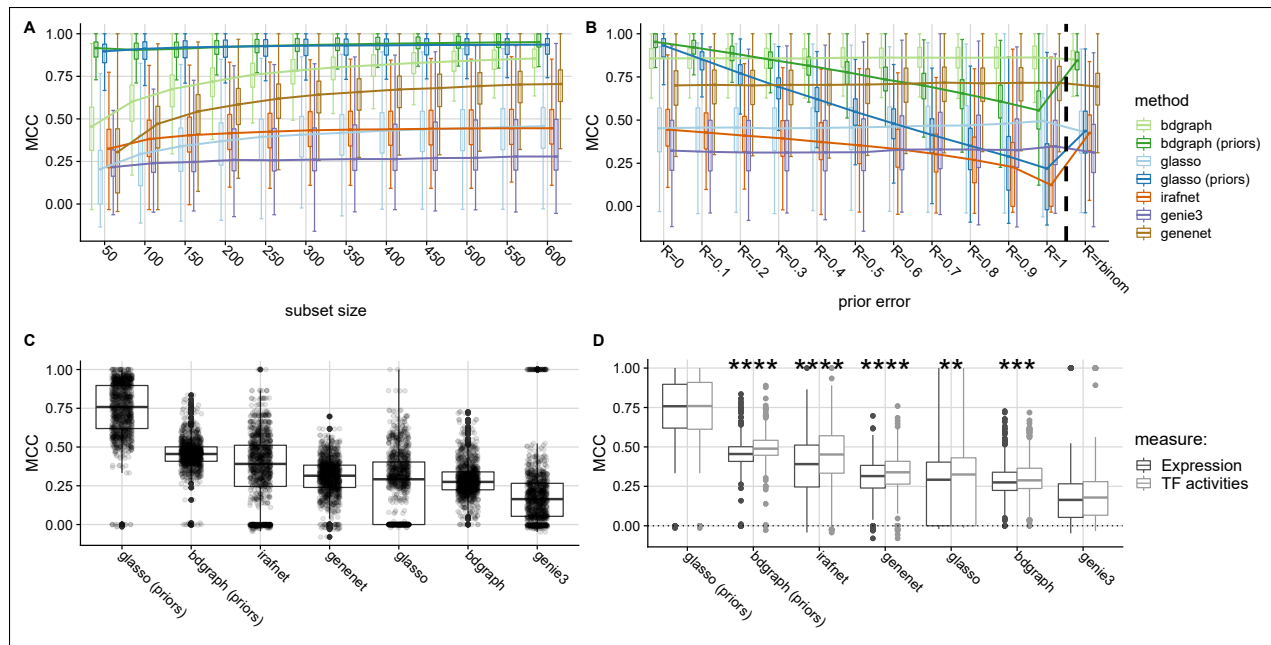 A
MCC
1.00
0.75
0.50
0.25
0.00
50
100
150
200
250
300
350
400
450
500
550
600
subset size
B
MCC
1.00
0.75
0.50
0.25
0.00
R=0
R=0.1
R=0.2
R=0.3
R=0.4
R=0.5
R=0.6
R=0.7
R=0.8
R=0.9
R=1
R=rbinom
prior error
method
bdgraph
bdgraph (priors)
glasso
glasso (priors)
irafnet
genie3
genenet
C
MCC
1.00
0.75
0.50
0.25
0.00
glasso (priors)
bdgraph (priors)
irafnet
genenet
glasso
bdgraph
genie3
D
MCC
1.00
0.75
0.50
0.25
0.00
**** **** **** ** ***
glasso (priors)
bdgraph (priors)
irafnet
genenet
glasso
bdgraph
genie3
measure:
Expression
TF activities